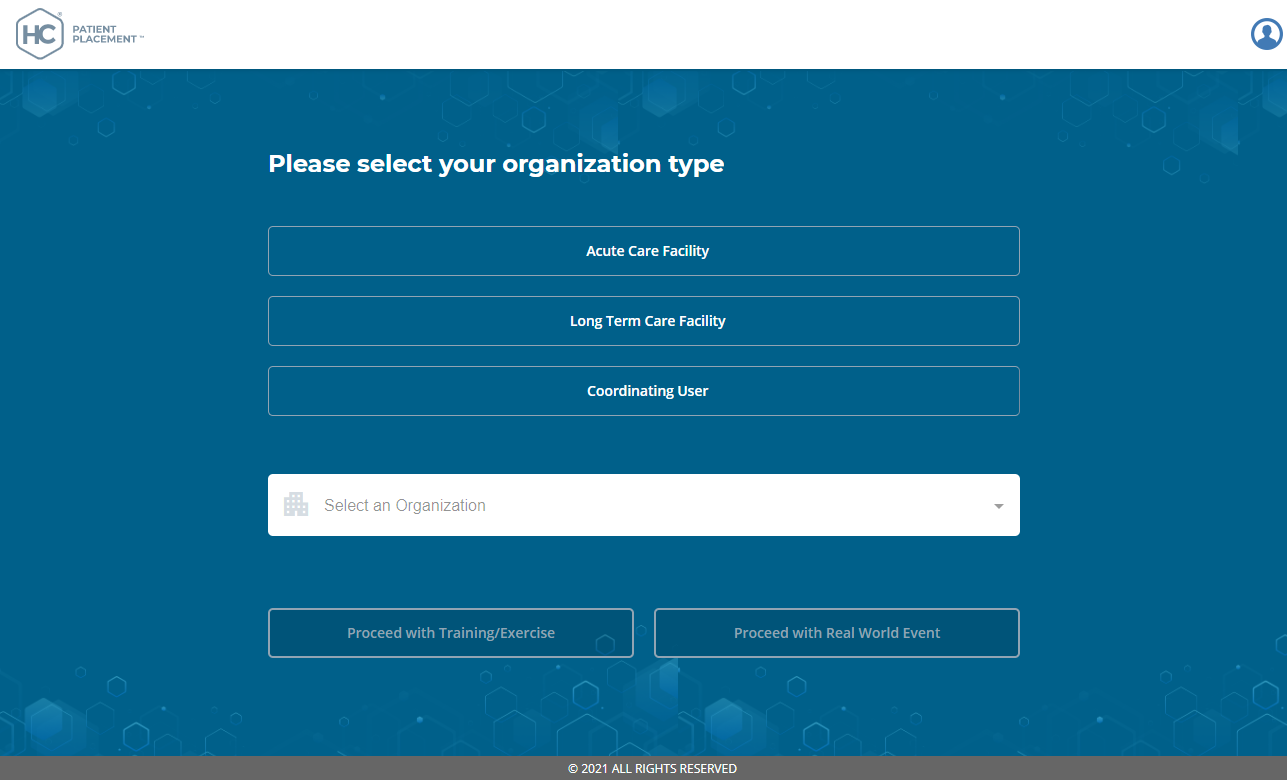 HC®
PATIENT
PLACEMENT™
Please select your organization type
Acute Care Facility
Long Term Care Facility
Coordinating User
Select an Organization
Proceed with Training/Exercise
Proceed with Real World Event
© 2021 ALL RIGHTS RESERVED